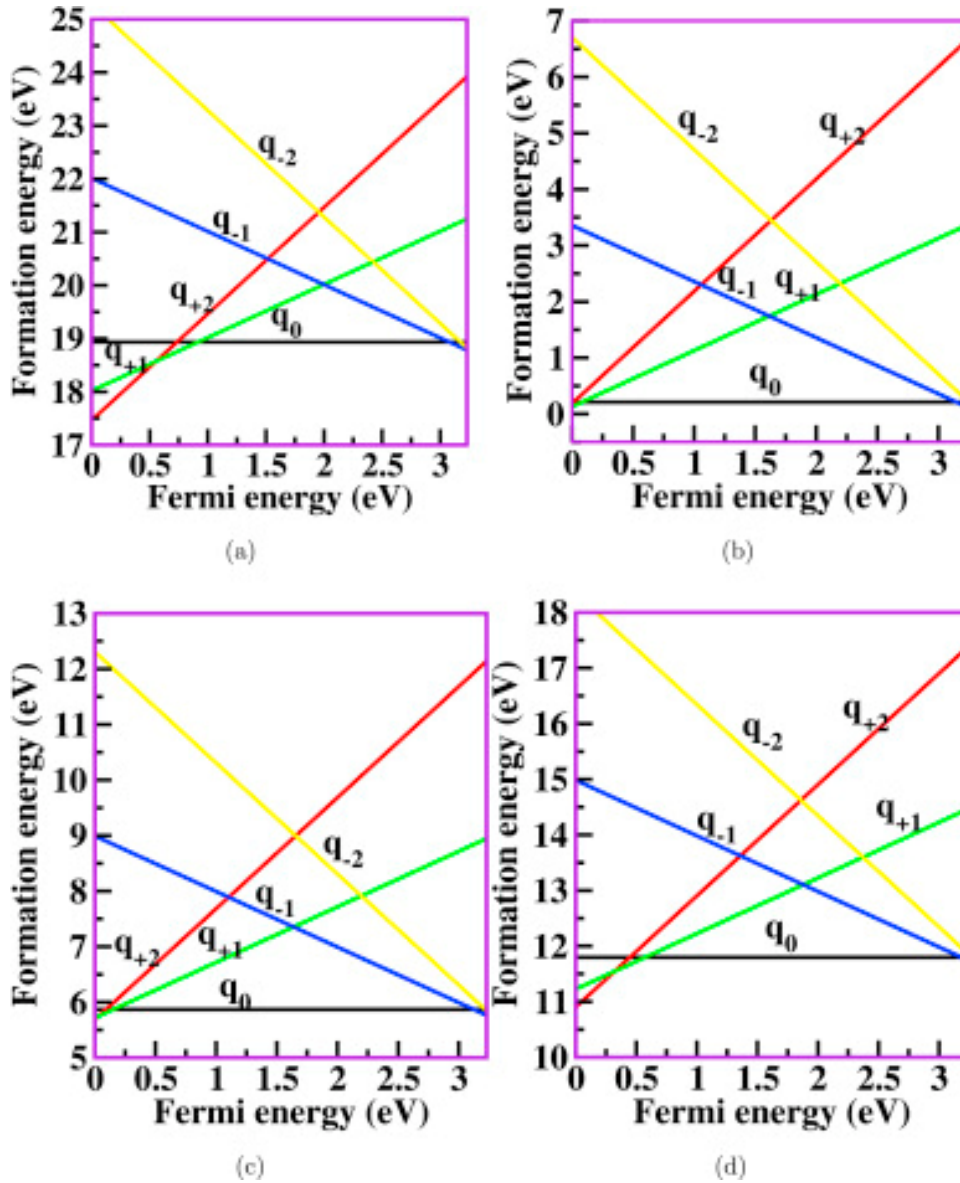 25
24
23
22
21
20
19
18
17
Formation energy (eV)
q-2
q-1
q+2
q0
q+1
0 0.5 1 1.5 2 2.5 3
Fermi energy (eV)
(a)
7
6
5
4
3
2
1
0
Formation energy (eV)
q-2
q+2
q-1
q+1
q0
0 0.5 1 1.5 2 2.5 3
Fermi energy (eV)
(b)
13
12
11
10
9
8
7
6
5
Formation energy (eV)
q-2
q-1
q+2
q+1
q0
0 0.5 1 1.5 2 2.5 3
Fermi energy (eV)
(c)
18
17
16
15
14
13
12
11
10
Formation energy (eV)
q+2
q-2
q-1
q+1
q0
0 0.5 1 1.5 2 2.5 3
Fermi energy (eV)
(d)